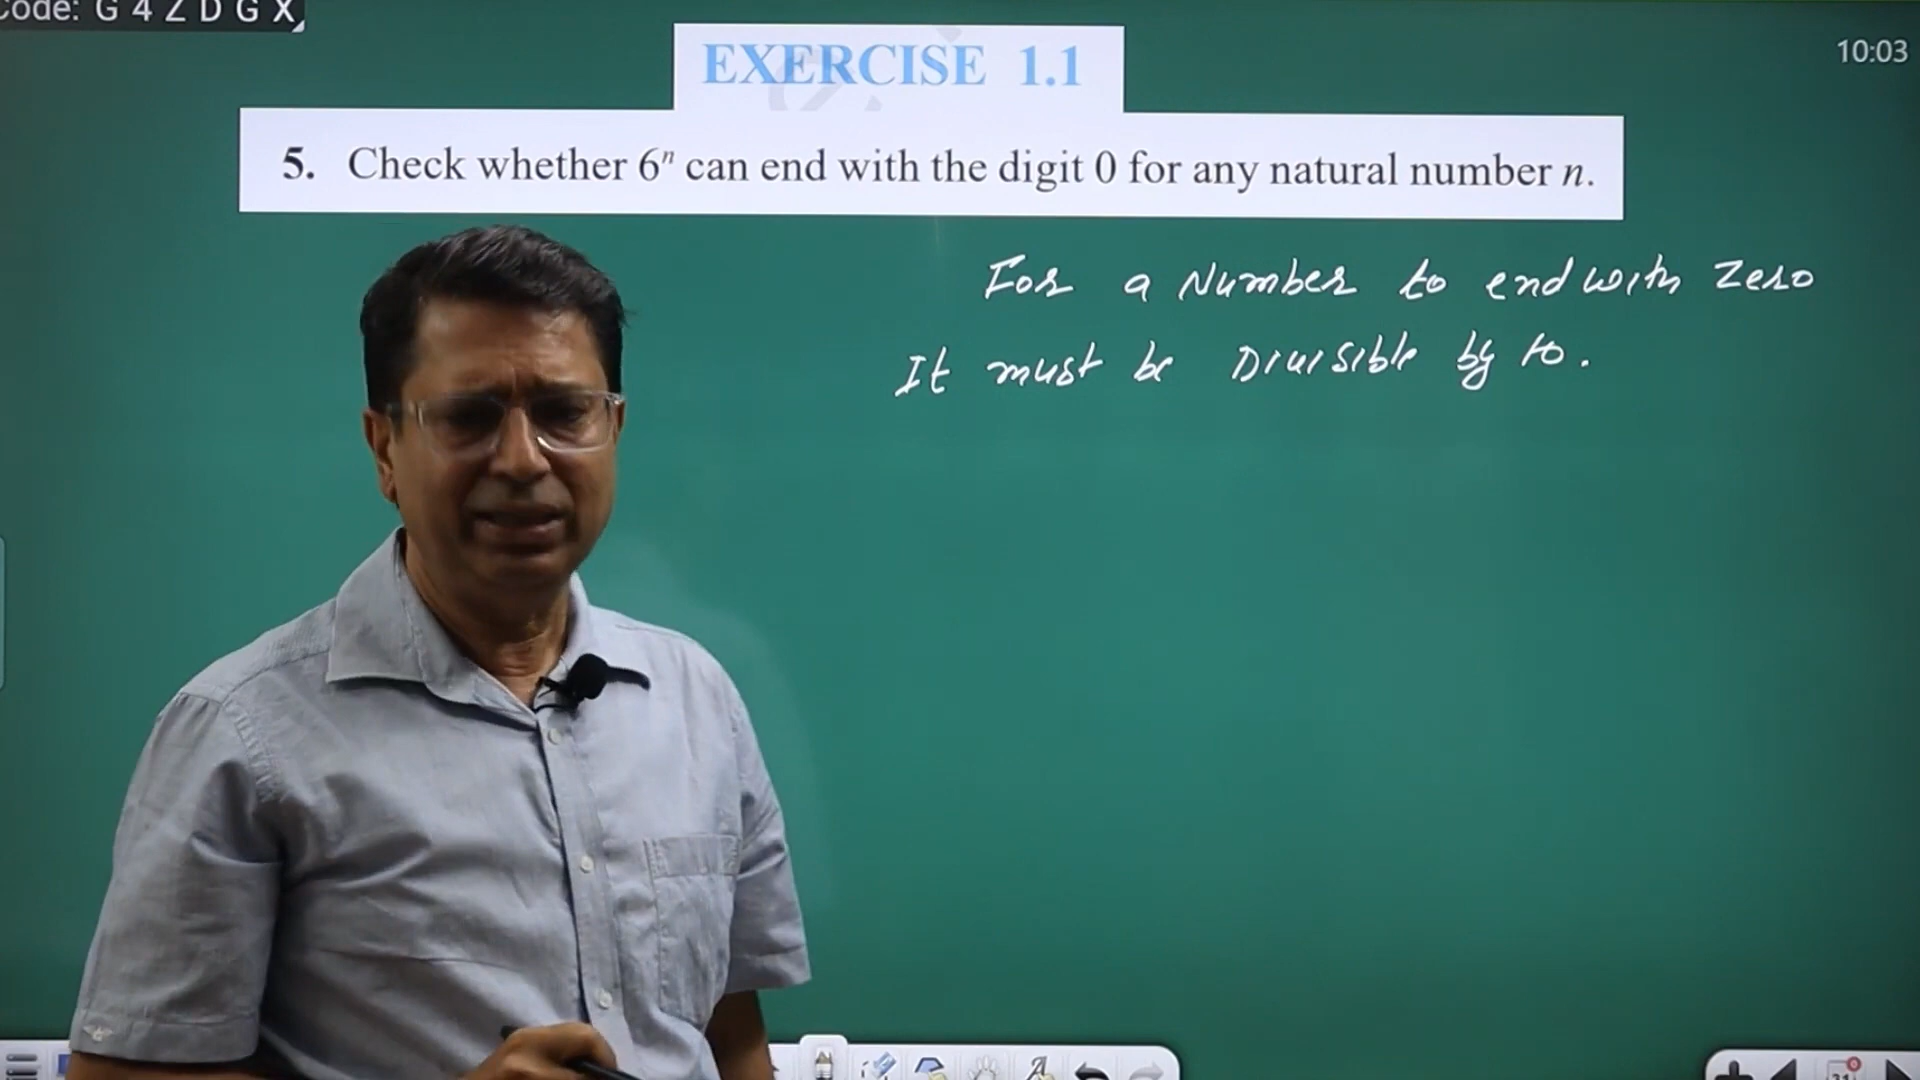 Code: G 4 Z D G X
10:03
EXERCISE 1.1
5. Check whether 6ⁿ can end with the digit 0 for any natural number n.
For a Number to end with Zero
It must be Divisible by 10.